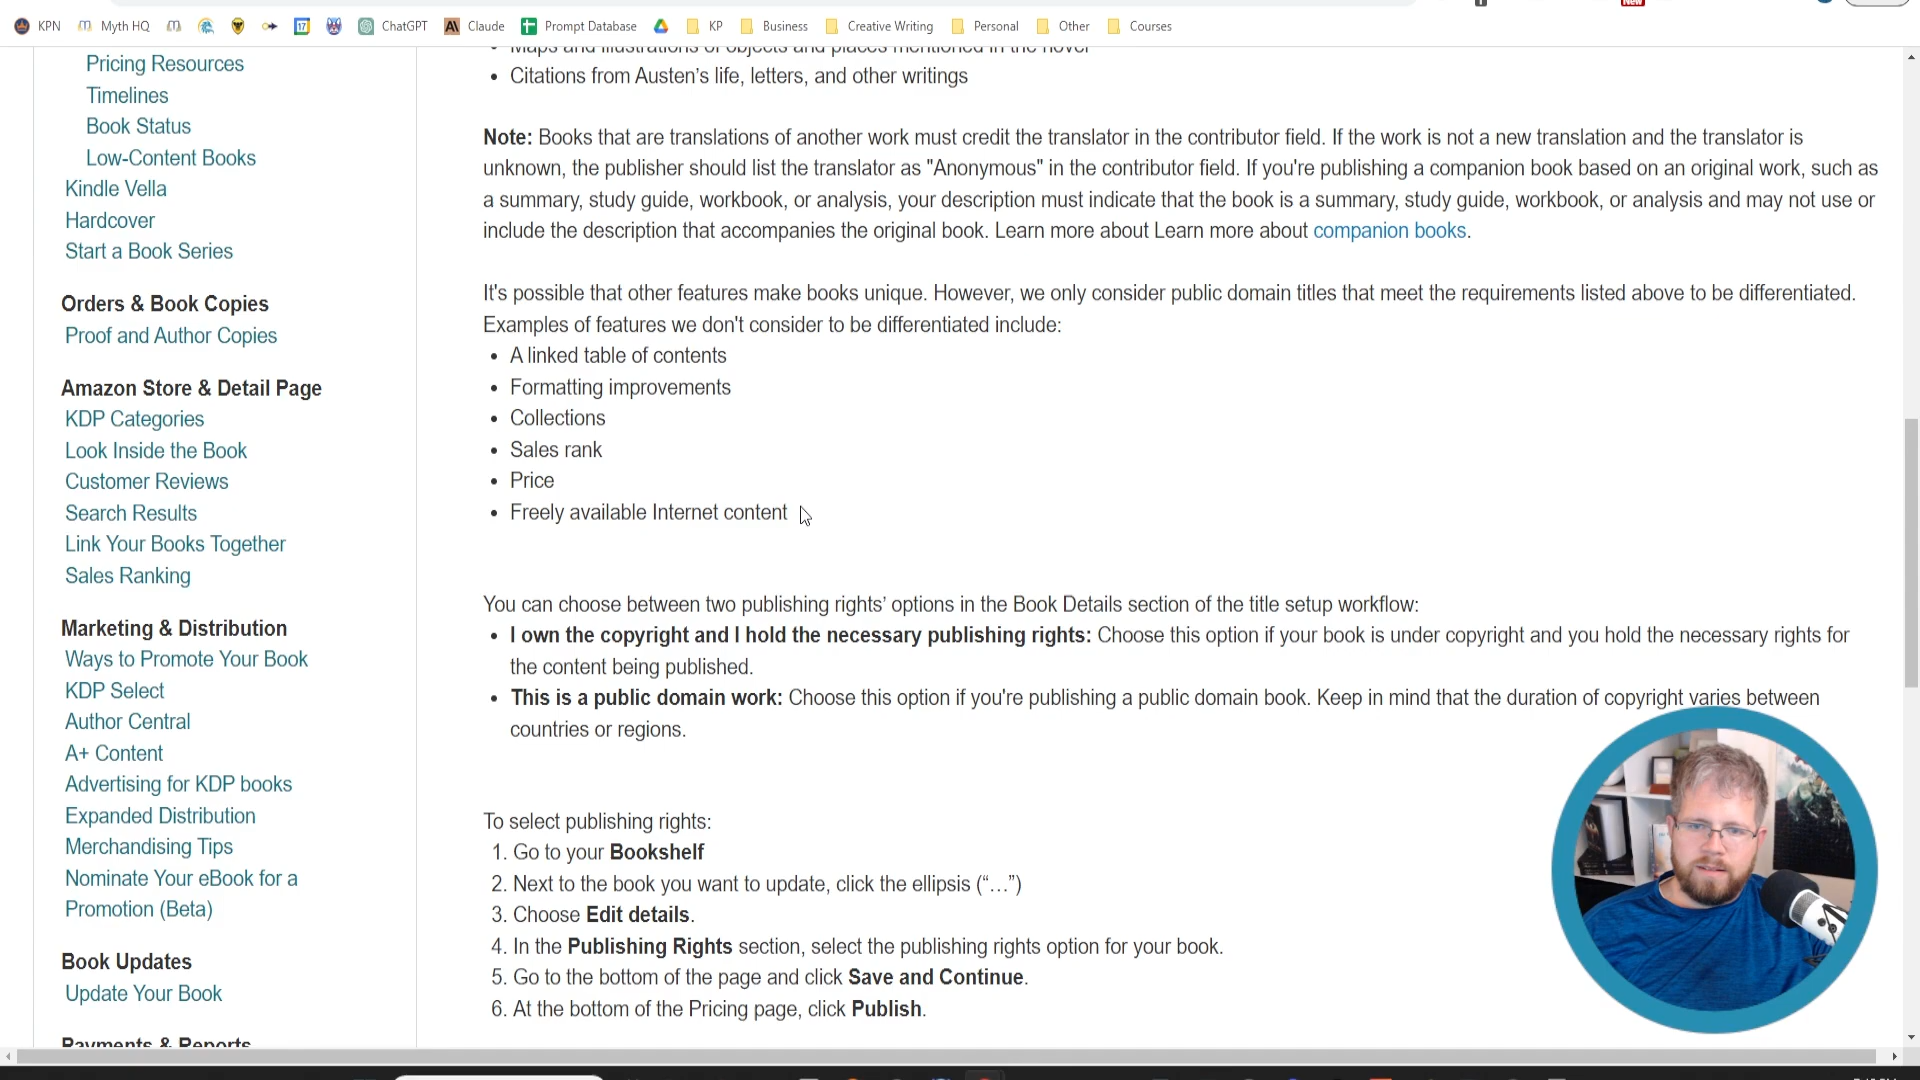 KPN Myth HQ 17 ChatGPT Claude Prompt Database KP Business Creative Writing Personal Other Courses
New
Pricing Resources
Timelines
Book Status
Low-Content Books
Kindle Vella
Hardcover
Start a Book Series
Orders & Book Copies
Proof and Author Copies
Amazon Store & Detail Page
KDP Categories
Look Inside the Book
Customer Reviews
Search Results
Link Your Books Together
Sales Ranking
Marketing & Distribution
Ways to Promote Your Book
KDP Select
Author Central
A+ Content
Advertising for KDP books
Expanded Distribution
Merchandising Tips
Nominate Your eBook for a
Promotion (Beta)
Book Updates
Update Your Book
Payments & Reports
• Maps and illustrations of objects and places mentioned in the novel
• Citations from Austen’s life, letters, and other writings
Note: Books that are translations of another work must credit the translator in the contributor field. If the work is not a new translation and the translator is
unknown, the publisher should list the translator as "Anonymous" in the contributor field. If you're publishing a companion book based on an original work, such as
a summary, study guide, workbook, or analysis, your description must indicate that the book is a summary, study guide, workbook, or analysis and may not use or
include the description that accompanies the original book. Learn more about Learn more about companion books.
It's possible that other features make books unique. However, we only consider public domain titles that meet the requirements listed above to be differentiated.
Examples of features we don't consider to be differentiated include:
• A linked table of contents
• Formatting improvements
• Collections
• Sales rank
• Price
• Freely available Internet content
You can choose between two publishing rights’ options in the Book Details section of the title setup workflow:
• I own the copyright and I hold the necessary publishing rights: Choose this option if your book is under copyright and you hold the necessary rights for
the content being published.
• This is a public domain work: Choose this option if you're publishing a public domain book. Keep in mind that the duration of copyright varies between
countries or regions.
To select publishing rights:
1. Go to your Bookshelf
2. Next to the book you want to update, click the ellipsis (“…”)
3. Choose Edit details.
4. In the Publishing Rights section, select the publishing rights option for your book.
5. Go to the bottom of the page and click Save and Continue.
6. At the bottom of the Pricing page, click Publish.